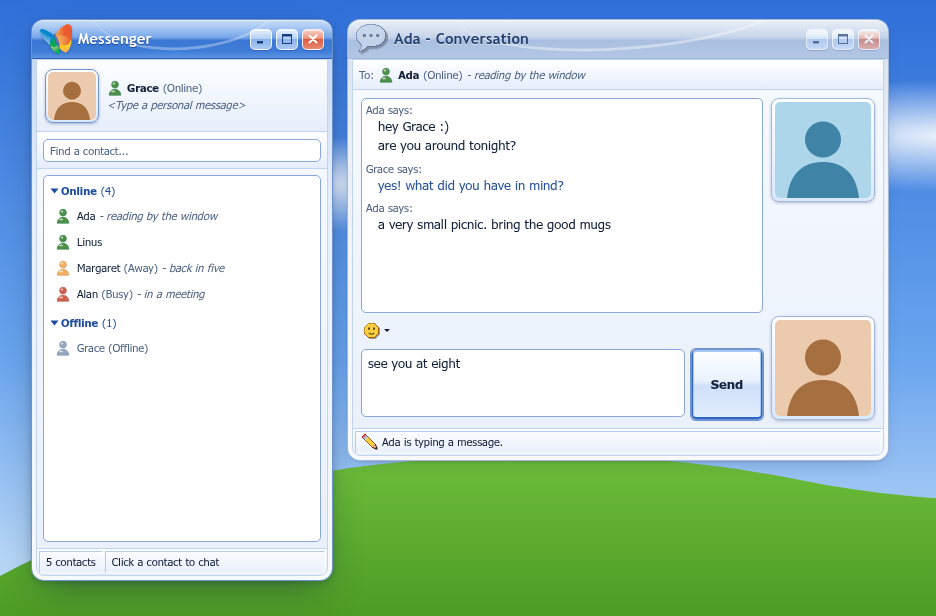 Messenger
Grace (Online)
<Type a personal message>
Find a contact...
Online (4)
Ada - reading by the window
Linus
Margaret (Away) - back in five
Alan (Busy) - in a meeting
Offline (1)
Grace (Offline)
5 contacts
Click a contact to chat
Ada - Conversation
To: Ada (Online) - reading by the window
Ada says:
hey Grace :)
are you around tonight?
Grace says:
yes! what did you have in mind?
Ada says:
a very small picnic. bring the good mugs
see you at eight
Send
Ada is typing a message.